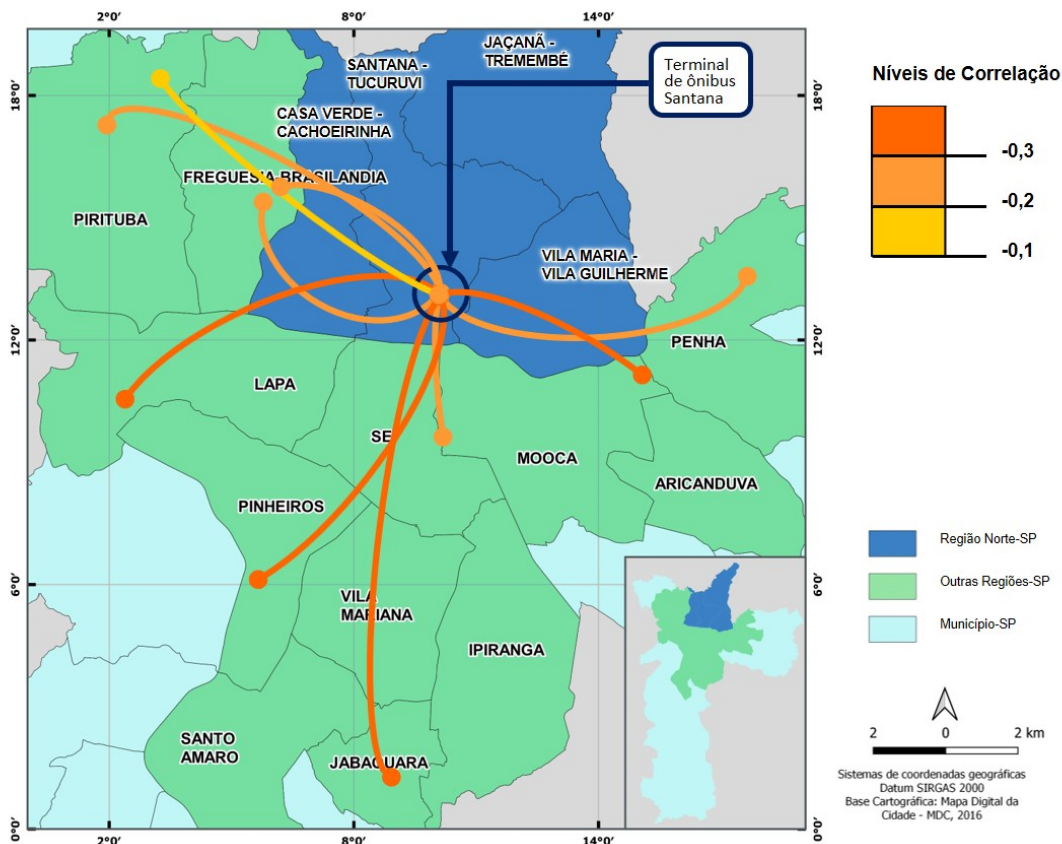 2°0' 8°0' 14°0'
JAÇANÃ -
TREMEMBÉ
SANTANA -
TUCURUVI
Terminal
de ônibus
Santana
Níveis de Correlação
18°0' 18°0'
CASA VERDE -
CACHOEIRINHA
-0,3
FREGUESIA-BRASILANDIA
-0,2
PIRITUBA
-0,1
VILA MARIA -
VILA GUILHERME
12°0' 12°0'
PENHA
LAPA
SE
MOOCA
ARICANDUVA
PINHEIROS
Região Norte-SP
6°0' 6°0'
Outras Regiões-SP
VILA
MARIANA
Município-SP
IPIRANGA
SANTO
AMARO
2 0 2 km
JABAQUARA
Sistemas de coordenadas geográficas
Datum SIRGAS 2000
Base Cartográfica: Mapa Digital da
Cidade - MDC, 2016
0°0' 0°0'
2°0' 8°0' 14°0'